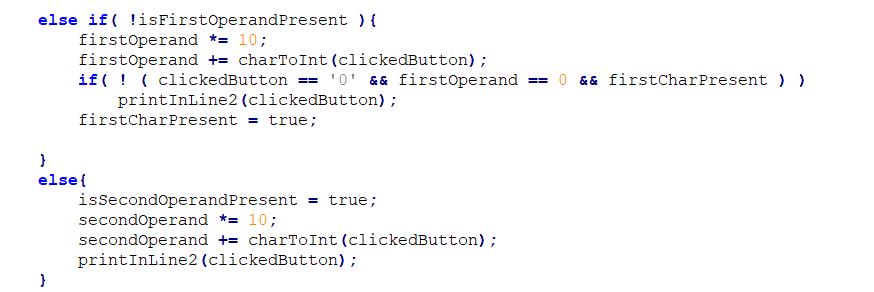 else if( !isFirstOperandPresent ){
firstOperand *= 10;
firstOperand += charToInt(clickedButton);
if( ! ( clickedButton == '0' && firstOperand == 0 && firstCharPresent ) )
printInLine2(clickedButton);
firstCharPresent = true;
}
else{
isSecondOperandPresent = true;
secondOperand *= 10;
secondOperand += charToInt(clickedButton);
printInLine2(clickedButton);
}